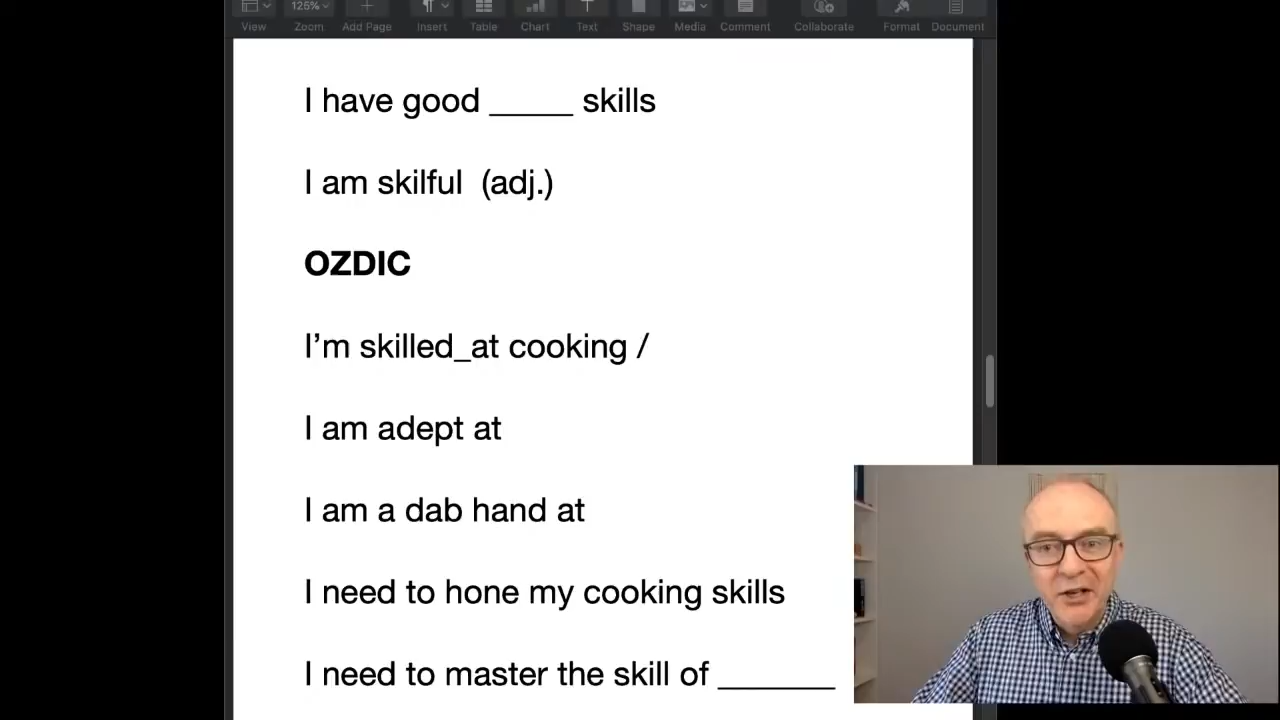 125%
View Zoom Add Page Insert Table Chart Text Shape Media Comment Collaborate Format Document
I have good _____ skills
I am skilful (adj.)
OZDIC
I’m skilled_at cooking /
I am adept at
I am a dab hand at
I need to hone my cooking skills
I need to master the skill of _______